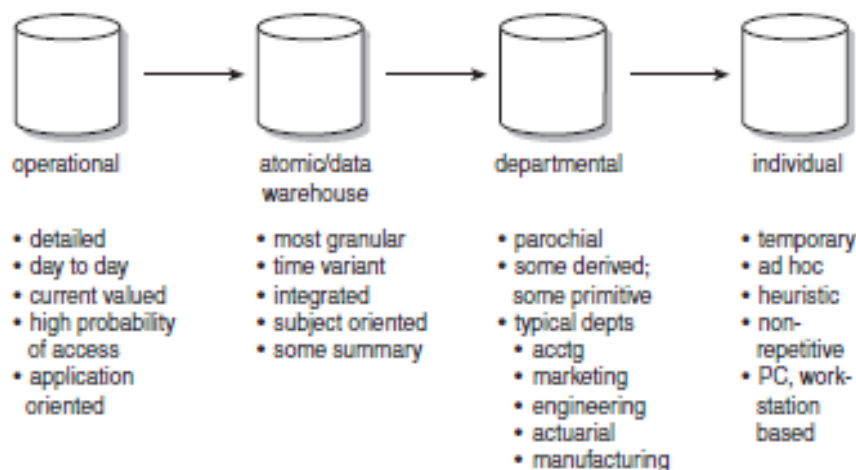 operational
atomic/data
warehouse
departmental
individual
• detailed
• day to day
• current valued
• high probability
of access
• application
oriented
• most granular
• time variant
• integrated
• subject oriented
• some summary
• parochial
• some derived;
some primitive
• typical depts
• acctg
• marketing
• engineering
• actuarial
• manufacturing
• temporary
• ad hoc
• heuristic
• non-
repetitive
• PC, work-
station
based